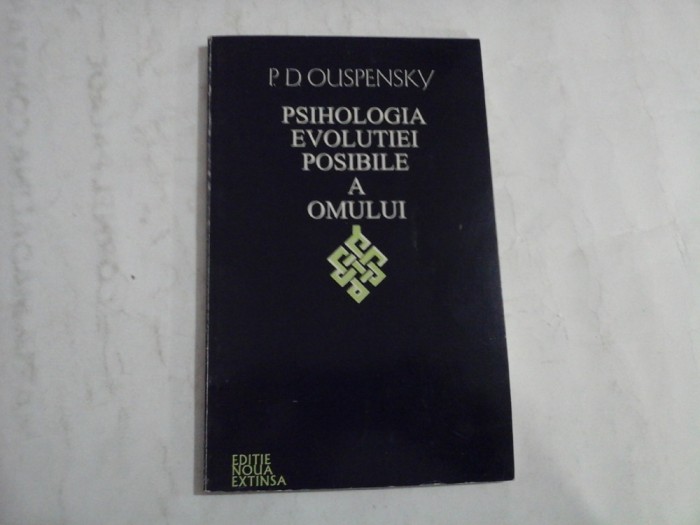 P. D. OUSPENSKY
PSIHOLOGIA
EVOLUTIEI
POSIBILE
A
OMULUI
EDITIE
NOUA
EXTINSA